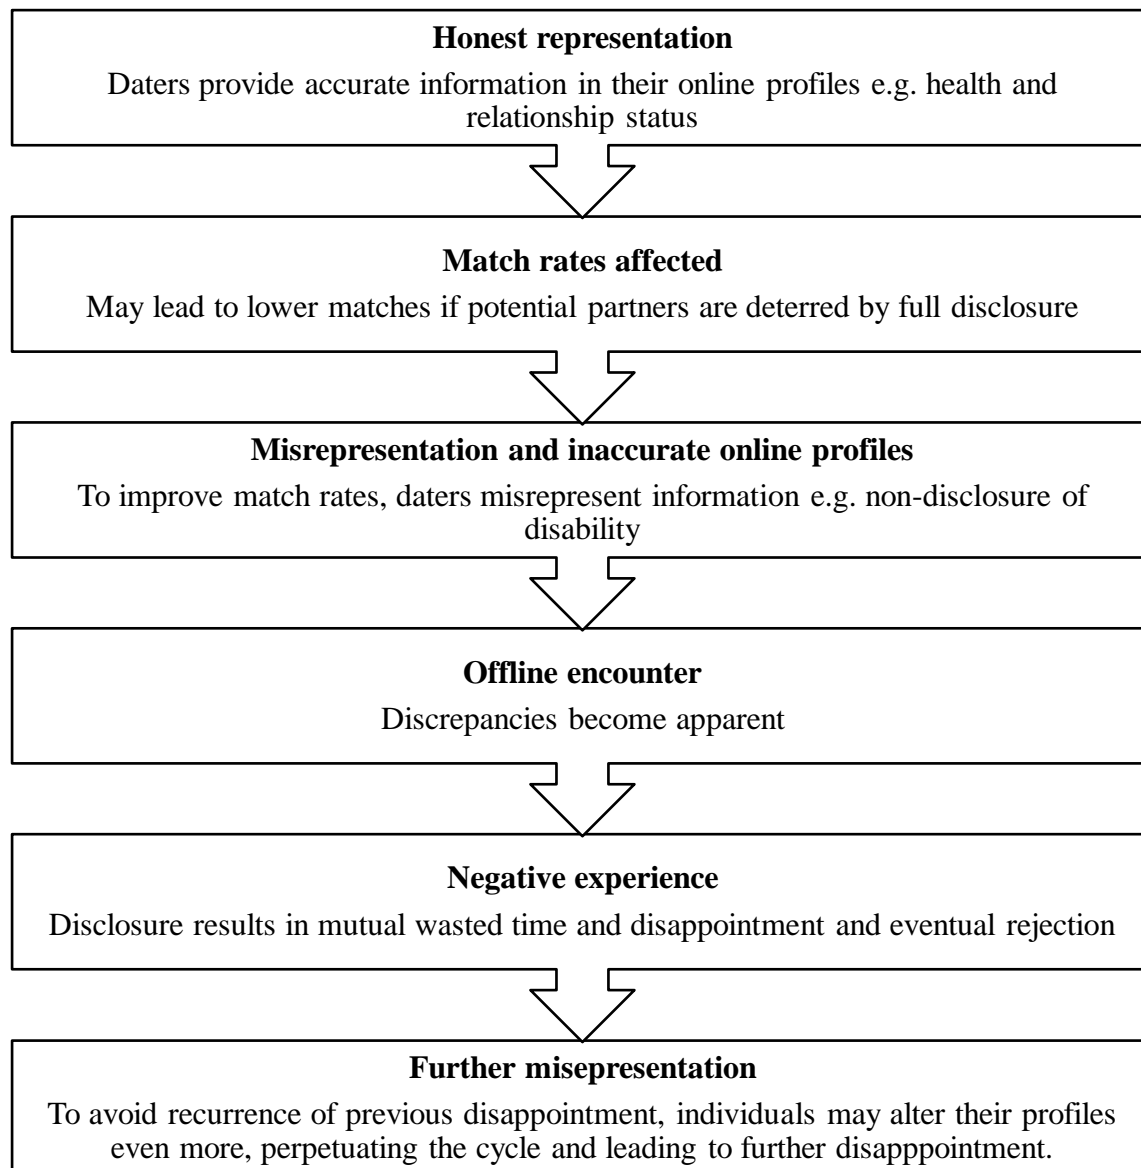 Honest representation
Daters provide accurate information in their online profiles e.g. health and
relationship status
Match rates affected
May lead to lower matches if potential partners are deterred by full disclosure
Misrepresentation and inaccurate online profiles
To improve match rates, daters misrepresent information e.g. non-disclosure of
disability
Offline encounter
Discrepancies become apparent
Negative experience
Disclosure results in mutual wasted time and disappointment and eventual rejection
Further misepresentation
To avoid recurrence of previous disappointment, individuals may alter their profiles
even more, perpetuating the cycle and leading to further disapppointment.